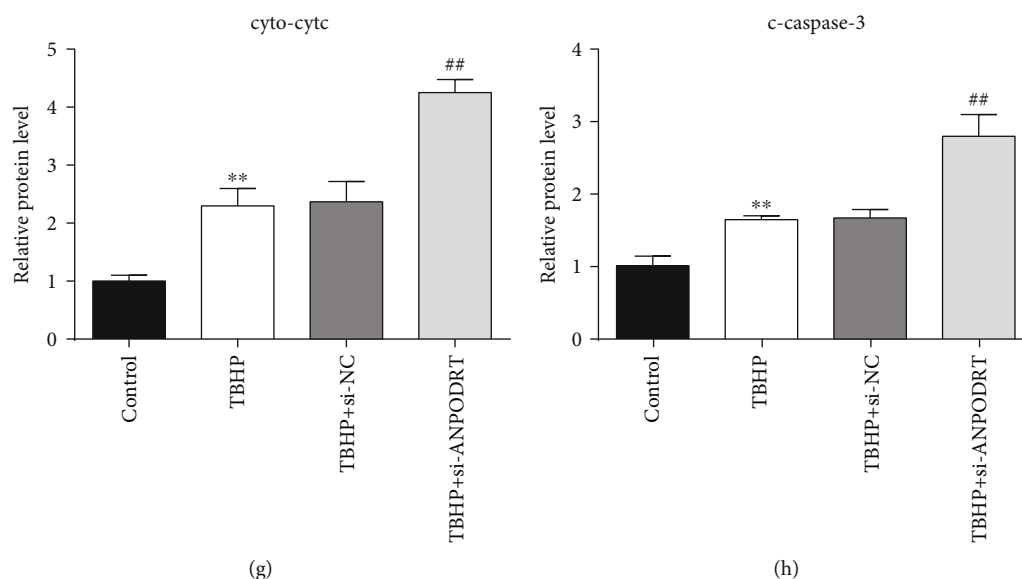 cyto-cytc
Relative protein level
5
4
3
2
1
0
**
##
Control
TBHP
TBHP+si-NC
TBHP+si-ANPODRT
(g)
c-caspase-3
Relative protein level
4
3
2
1
0
**
##
Control
TBHP
TBHP+si-NC
TBHP+si-ANPODRT
(h)